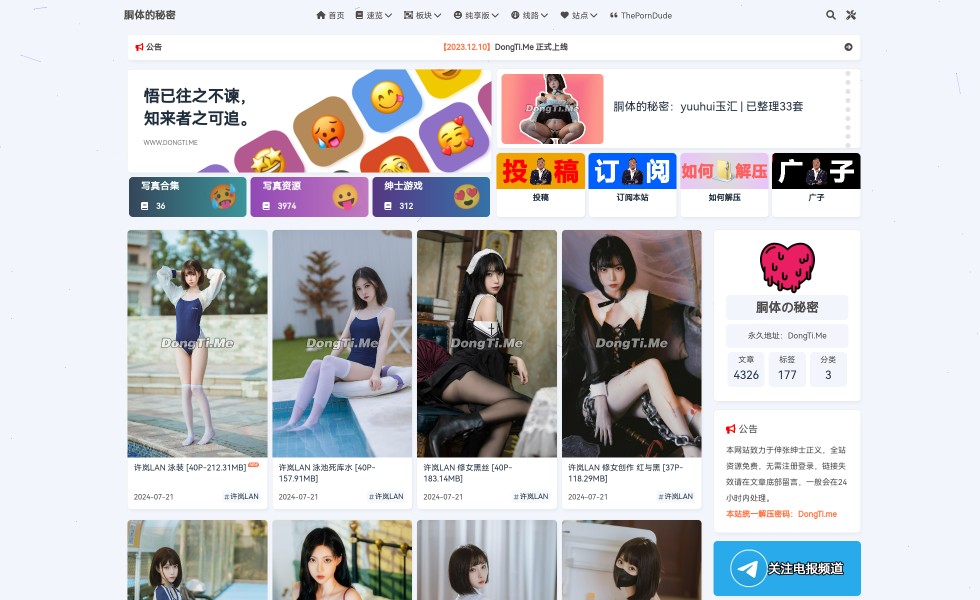 胴体的秘密
首页 速览 板块 纯享版 线路 站点 ThePornDude
公告
【2023.12.10】DongTi.Me 正式上线
悟已往之不谏,
知来者之可追。
WWW.DONGTI.ME
DongTi.Me
胴体的秘密：yuuhui玉汇 | 已整理33套
写真合集
36
写真资源
3974
绅士游戏
312
投稿
订阅
如何解压
广子
投稿
订阅本站
如何解压
广子
DongTi.Me
DongTi.Me
DongTi.Me
DongTi.Me
许岚LAN 泳装 [40P-212.31MB]
2024-07-21
#许岚LAN
许岚LAN 泳池死库水 [40P-
157.91MB]
2024-07-21
#许岚LAN
许岚LAN 修女黑丝 [40P-
183.14MB]
2024-07-21
#许岚LAN
许岚LAN 修女创作 红与黑 [37P-
118.29MB]
2024-07-21
#许岚LAN
胴体の秘密
永久地址：DongTi.Me
文章 标签 分类
4326 177 3
公告
本网站致力于伸张绅士正义，全站
资源免费，无需注册登录，链接失
效请在文章底部留言，一般会在24
小时内处理。
本站统一解压密码：DongTi.me
关注电报频道